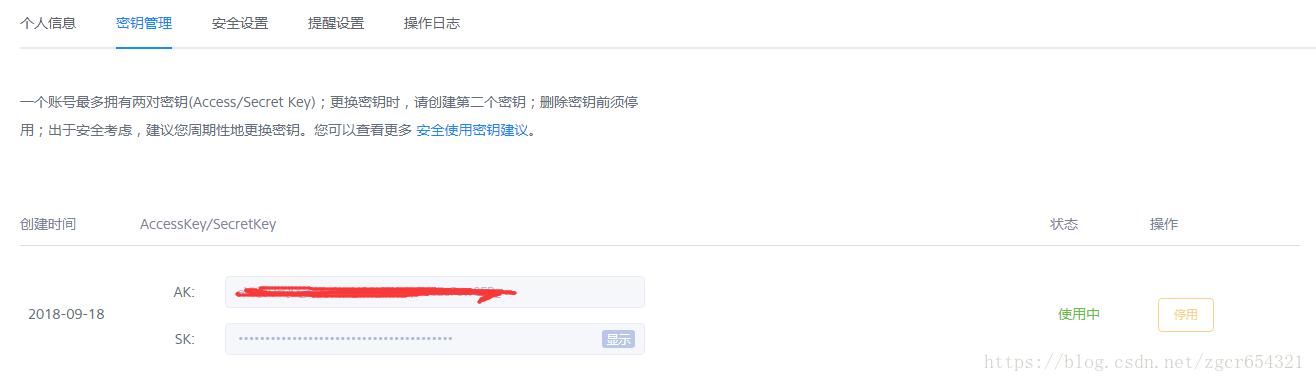 个人信息 密钥管理 安全设置 提醒设置 操作日志
一个账号最多拥有两对密钥(Access/Secret Key)；更换密钥时，请创建第二个密钥；删除密钥前须停
用；出于安全考虑，建议您周期性地更换密钥。您可以查看更多 安全使用密钥建议。
创建时间 AccessKey/SecretKey 状态 操作
AK:
2018-09-18 使用中 停用
SK: 显示
https://blog.csdn.net/zgcr654321